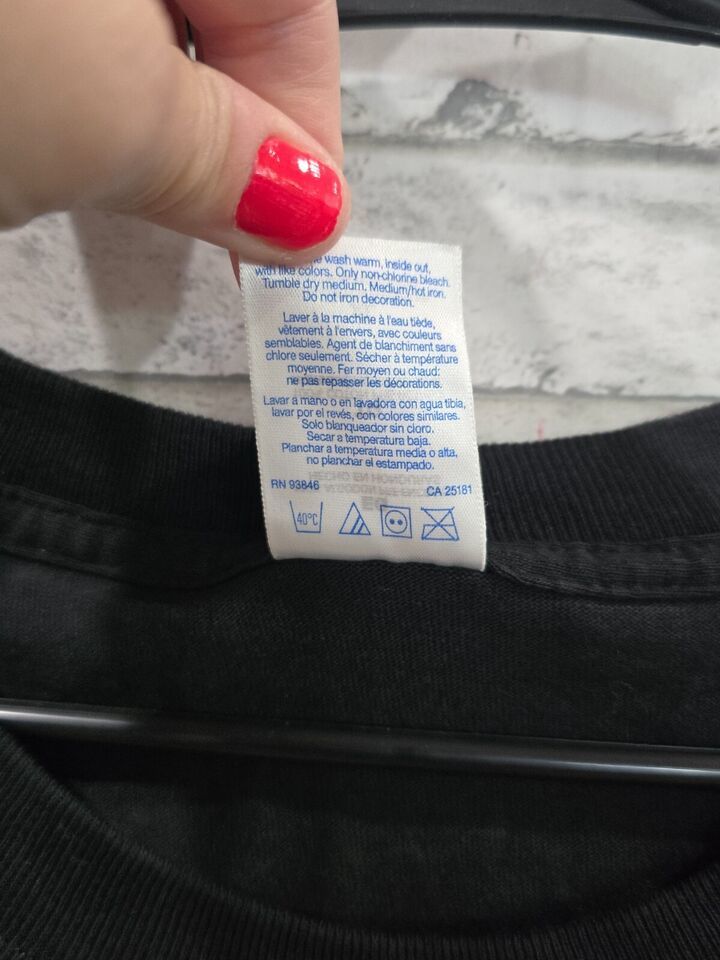 wash warm, inside out,
with like colors. Only non-chlorine bleach.
Tumble dry medium. Medium/hot iron.
Do not iron decoration.
Laver à la machine à l'eau tiède,
vêtement à l'envers, avec couleurs
semblables. Agent de blanchiment sans
chlore seulement. Sécher à température
moyenne. Fer moyen ou chaud:
ne pas repasser les décorations.
Lavar a mano o en lavadora con agua tibia,
lavar por el revés, con colores similares.
Solo blanqueador sin cloro.
Secar a temperatura baja.
Planchar a temperatura media o alta,
no planchar el estampado.
HECHO EN HONDURAS
RN 93846 CA 25181
40°C